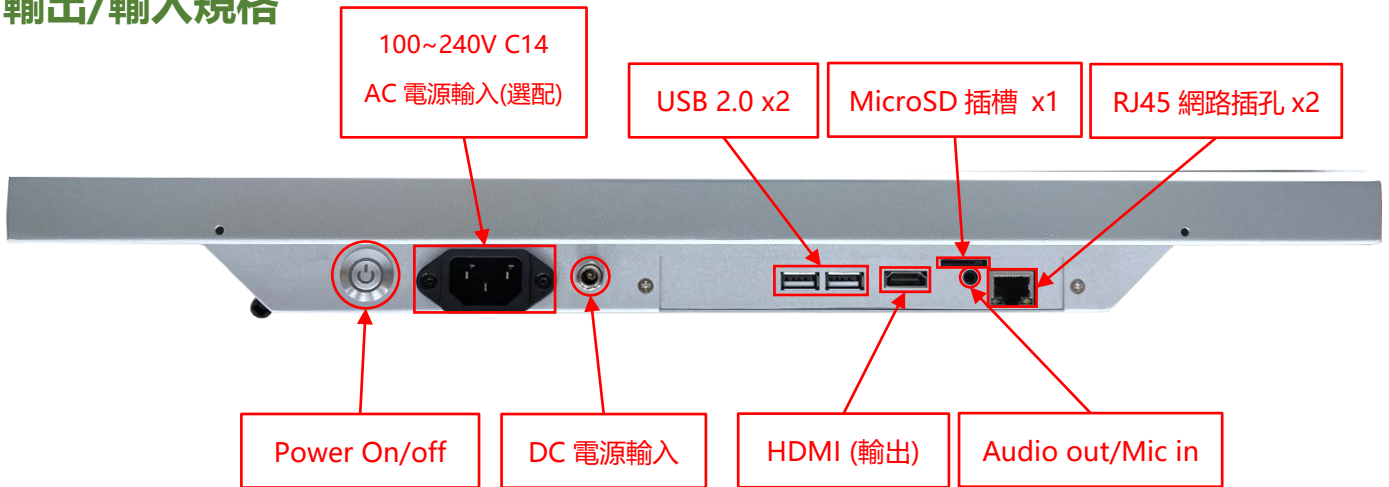 輸出/輸入規格
100~240V C14
AC 電源輸入(選配)
USB 2.0 x2
MicroSD 插槽 x1
RJ45 網路插孔 x2
Power On/off
DC 電源輸入
HDMI (輸出)
Audio out/Mic in